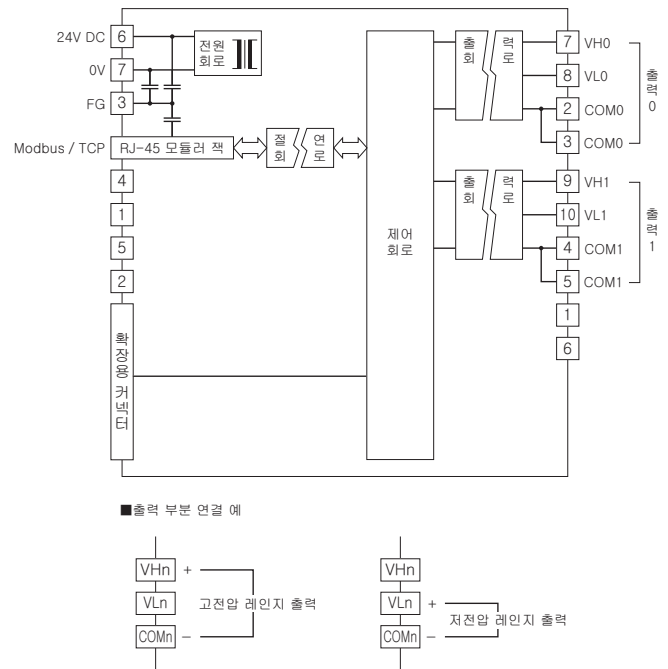 24V DC 6
0V 7
FG 3
전원
회로
Modbus / TCP RJ-45 모듈러 잭
절 연
회 로
4
1
5
2
확장용 커넥터
제어
회로
출 력
회 로
7 VH0
8 VL0
2 COM0
3 COM0
출력 0
출 력
회 로
9 VH1
10 VL1
4 COM1
5 COM1
출력 1
1
6
■출력 부분 연결 예
VHn +
VLn
COMn −
고전압 레인지 출력
VHn
VLn +
COMn −
저전압 레인지 출력